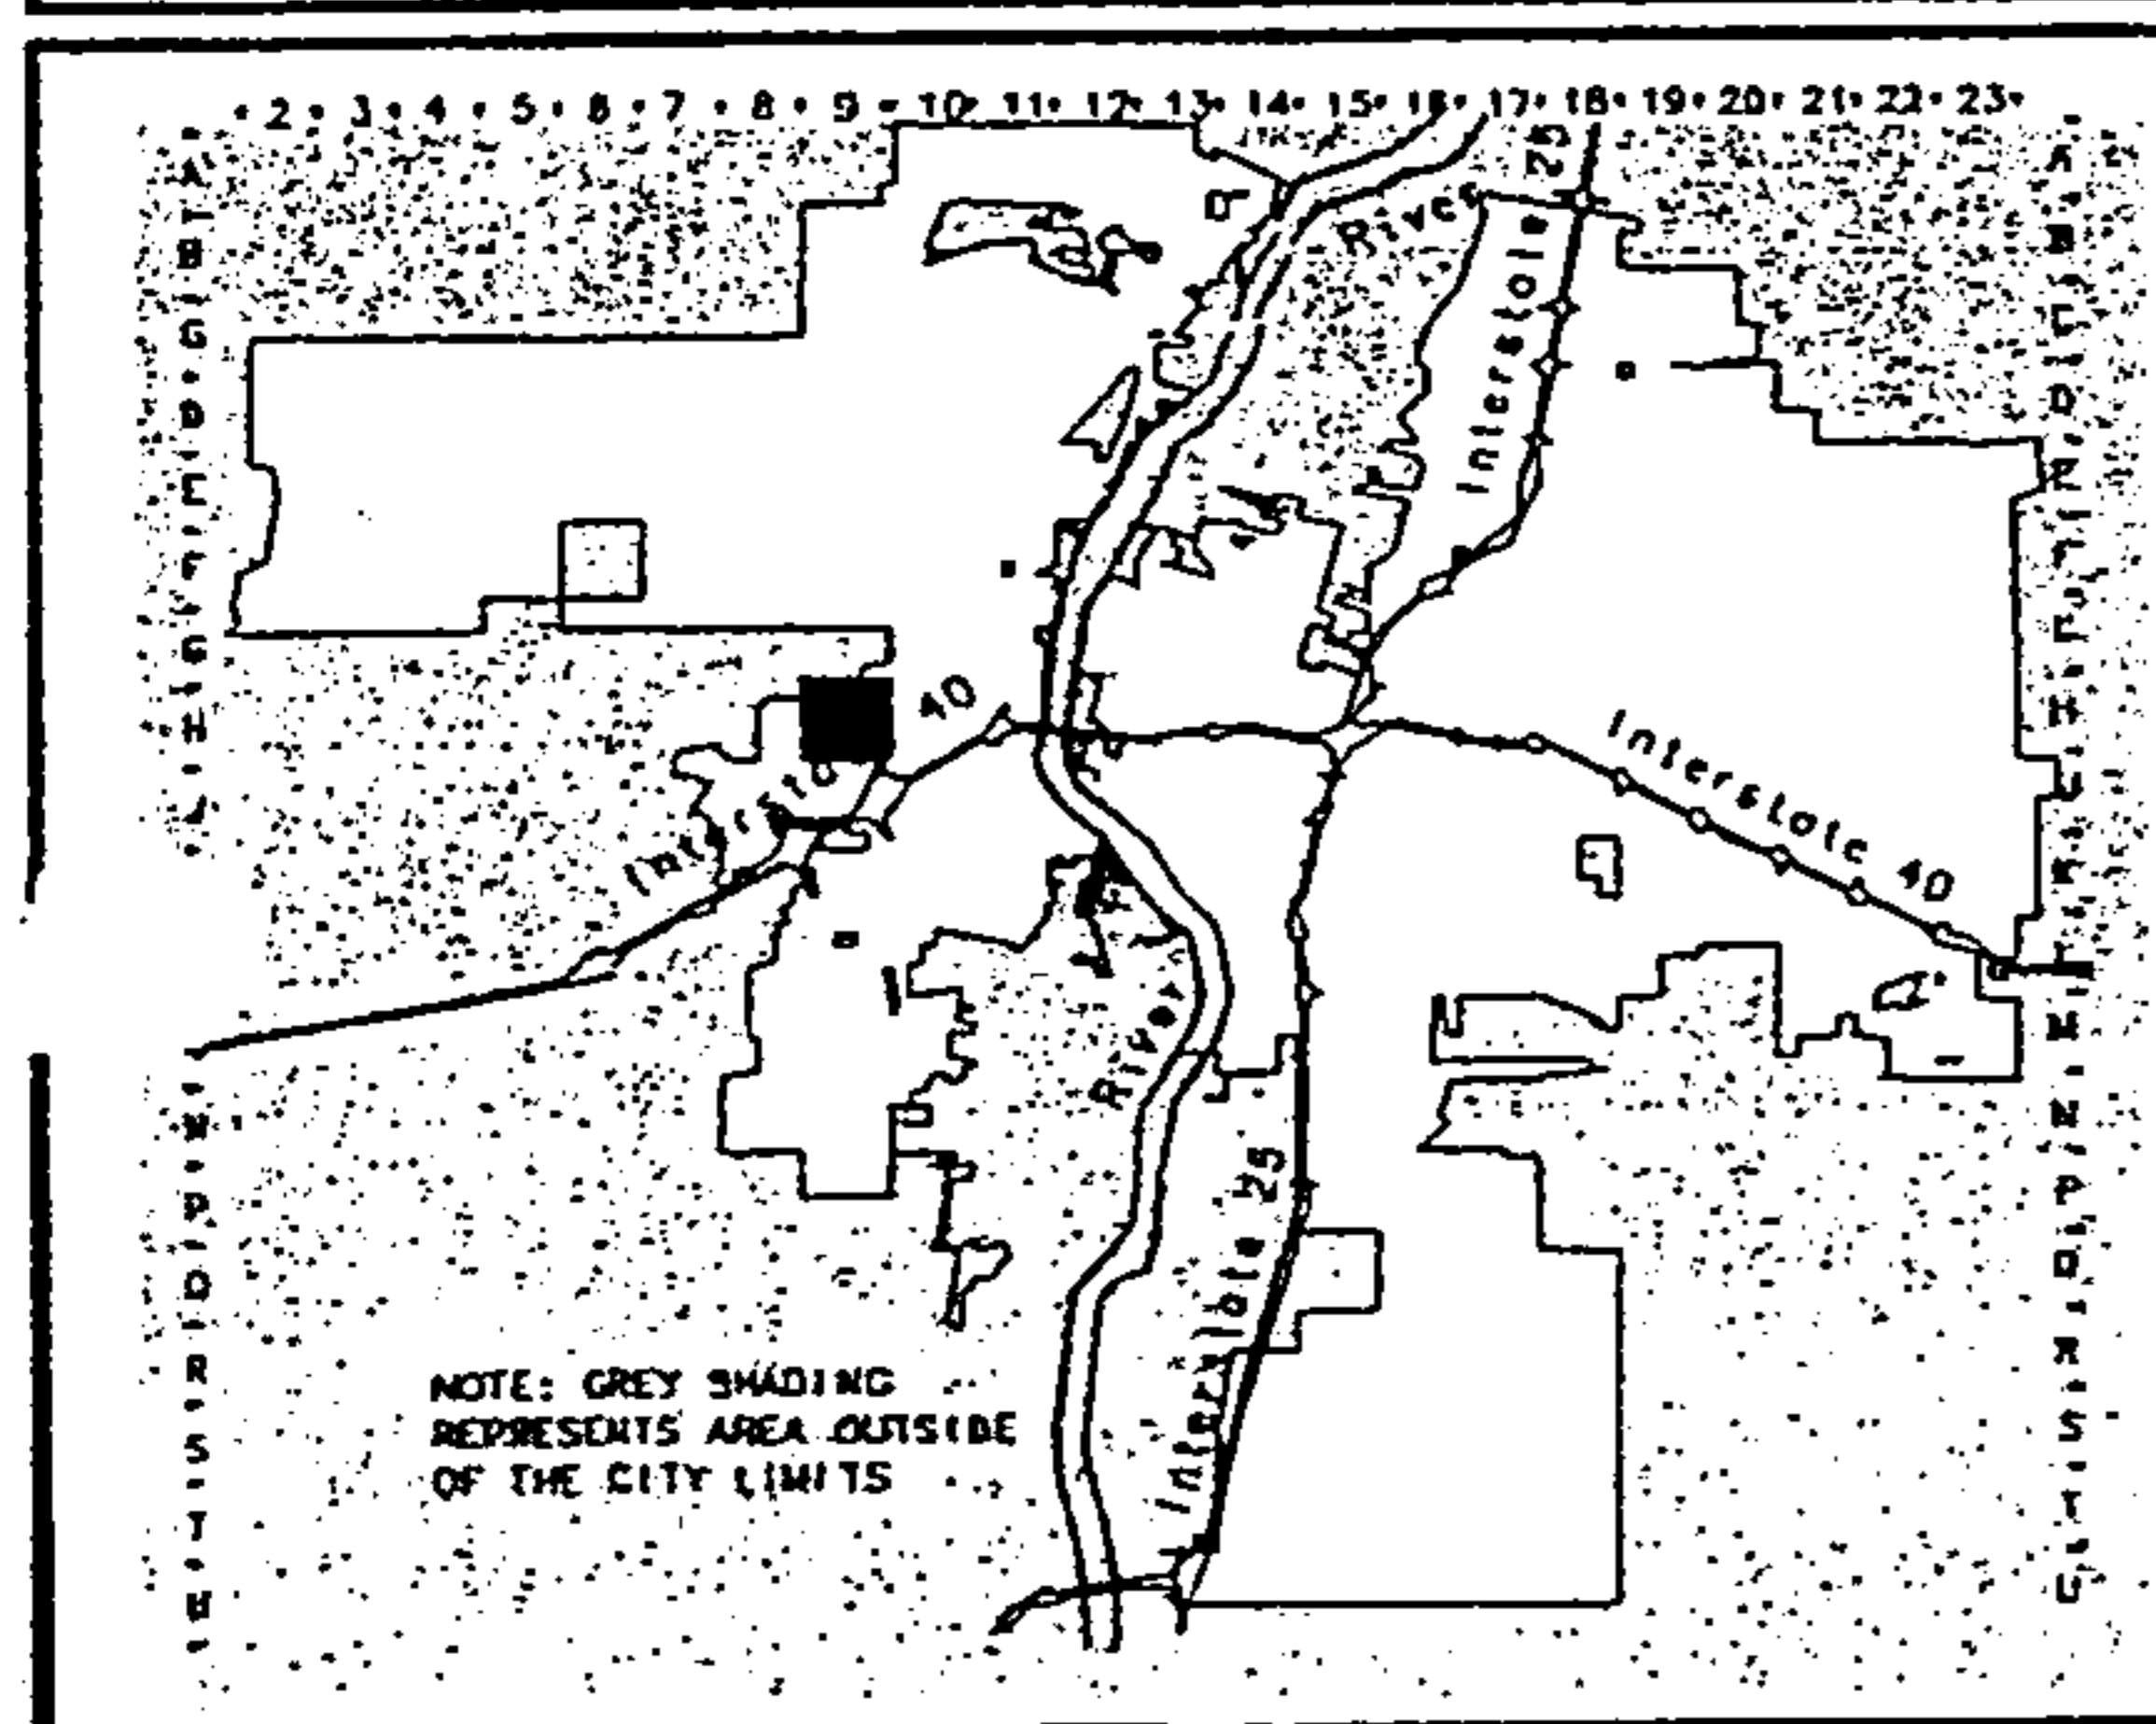 2 · 3 · 4 · 5 · 6 · 7 · 8 · 9 · 10 · 11 · 12 · 13 · 14 · 15 · 16 · 17 · 18 · 19 · 20 · 21 · 22 · 23 ·
A
B
D
E
F
G
H
N
P
R
S
T
A
D
H
M
N
P
R
S
T
U
River
Interstate
25
40
Interstate 40
River
Interstate 25
NOTE: GREY SHADING
REPRESENTS AREA OUTSIDE
OF THE CITY LIMITS